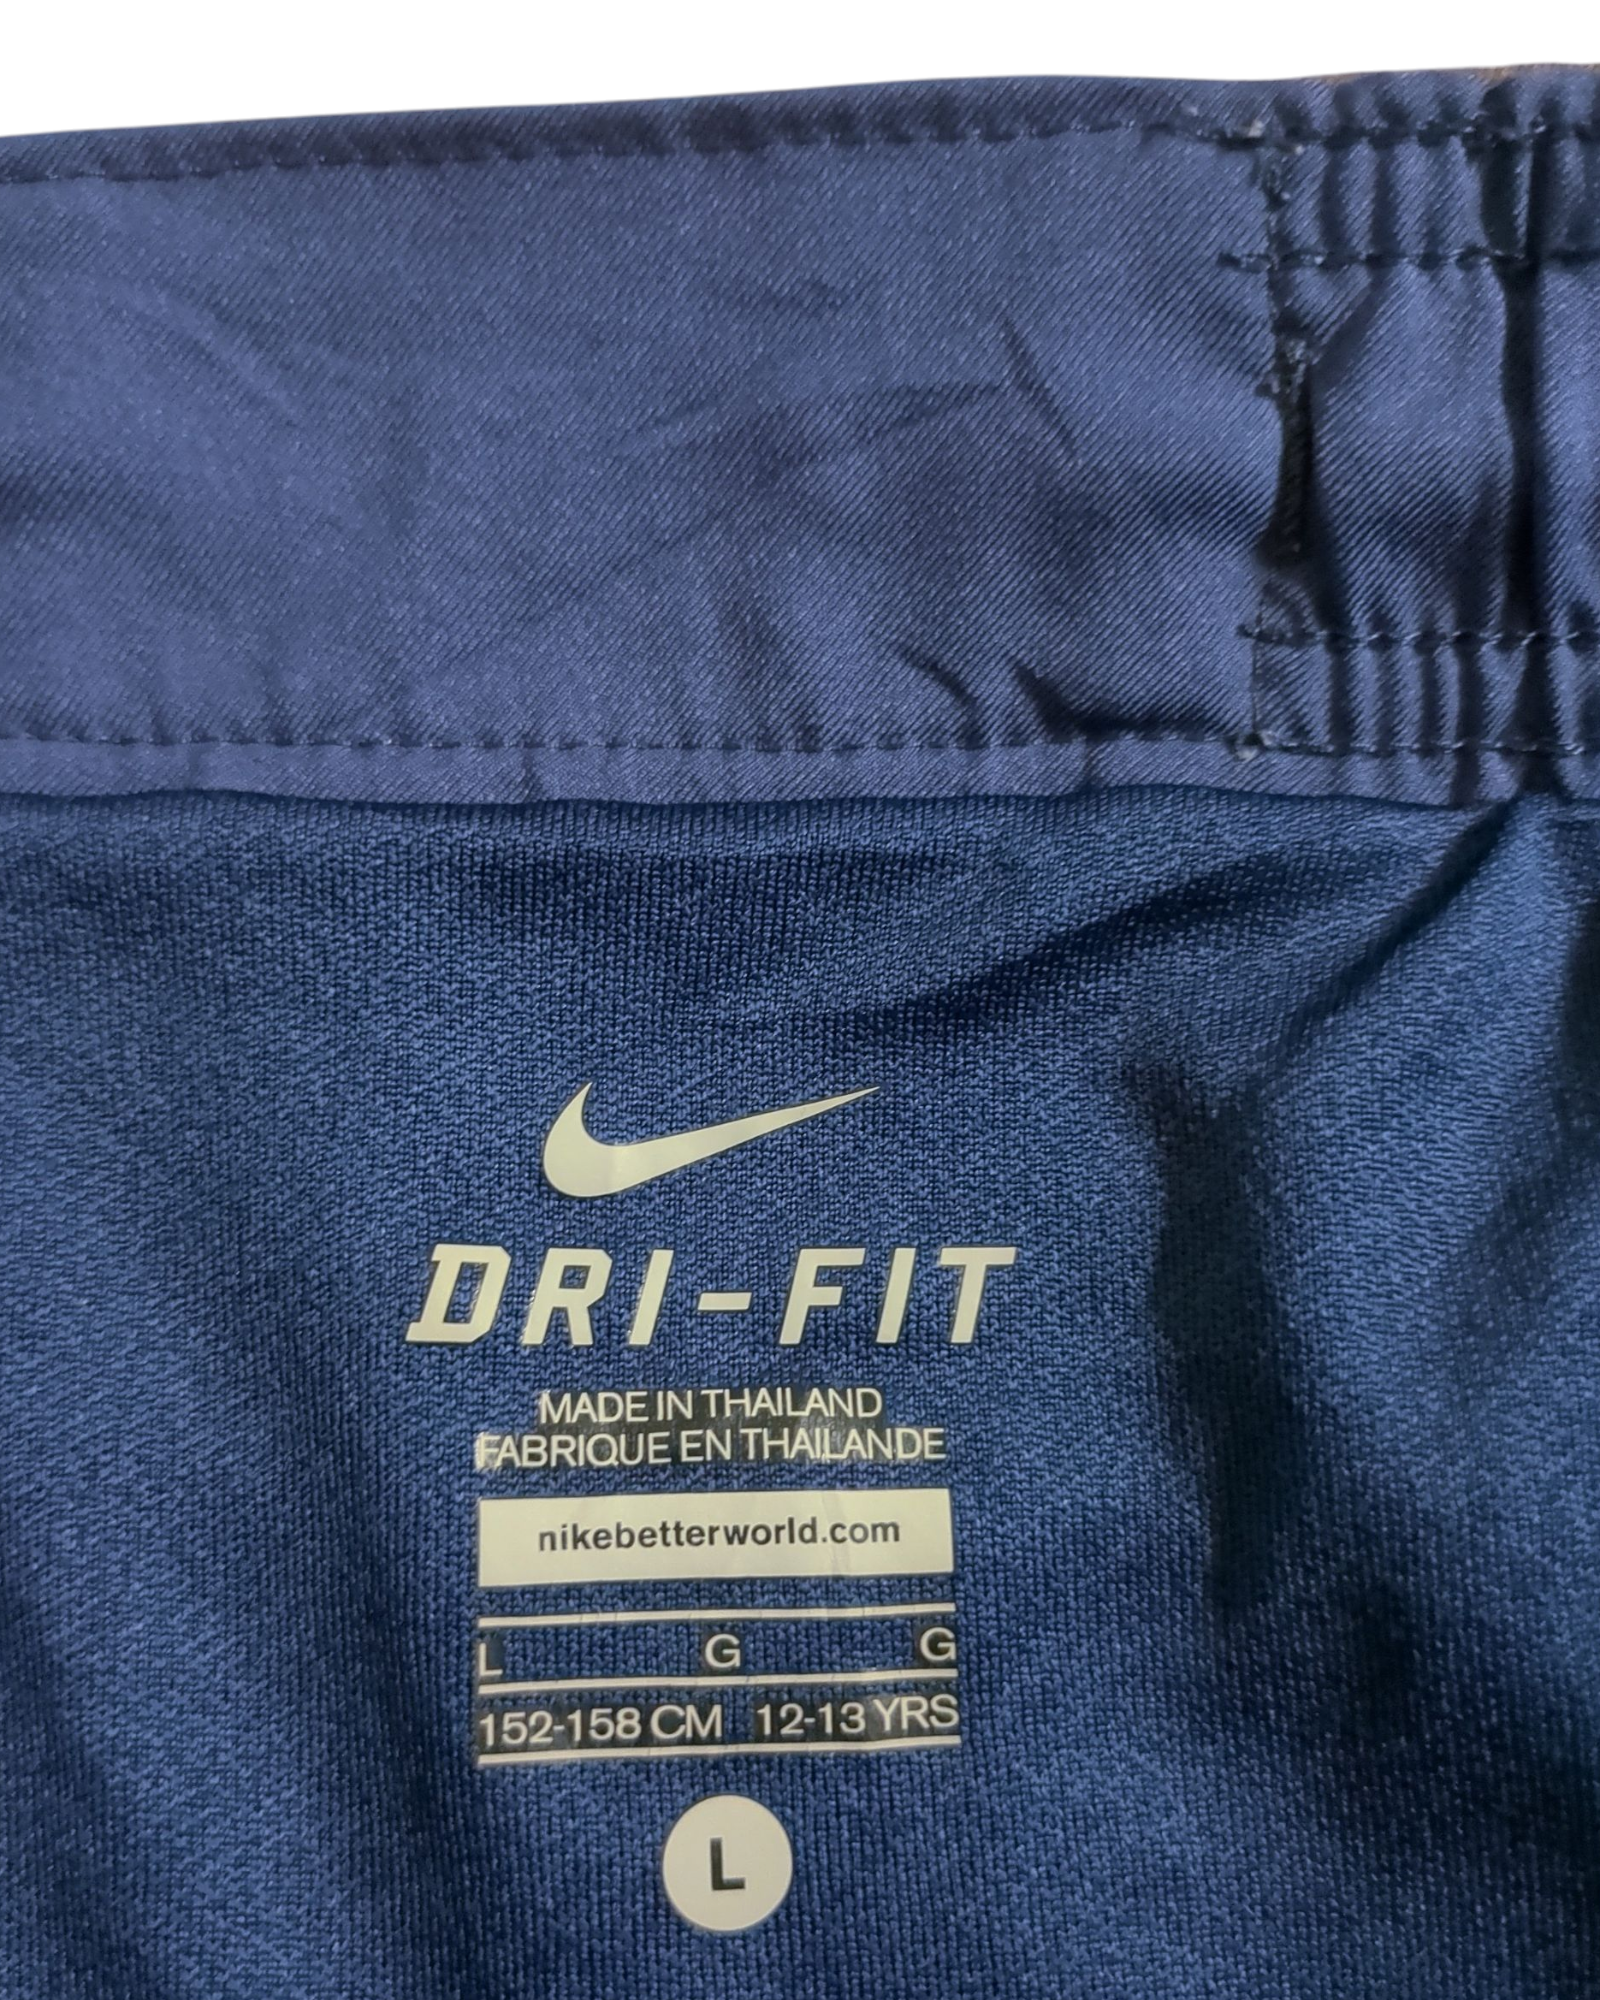 DRI-FIT
MADE IN THAILAND
FABRIQUE EN THAILANDE
nikebetterworld.com
L G G
152-158 CM 12-13 YRS
L